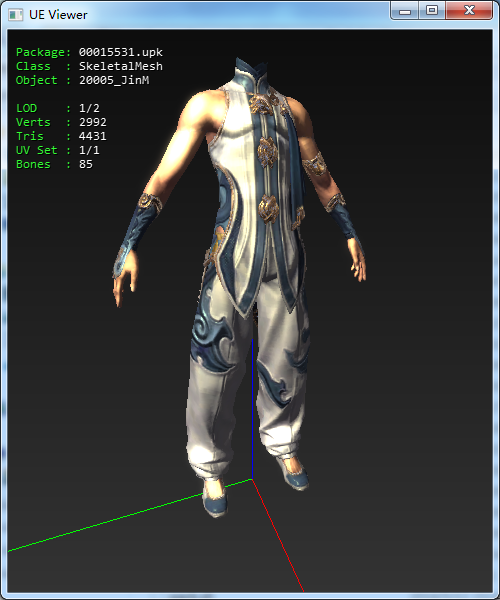 UE Viewer
Package: 00015531.upk
Class : SkeletalMesh
Object : 20005_JinM
LOD : 1/2
Verts : 2992
Tris : 4431
UV Set : 1/1
Bones : 85